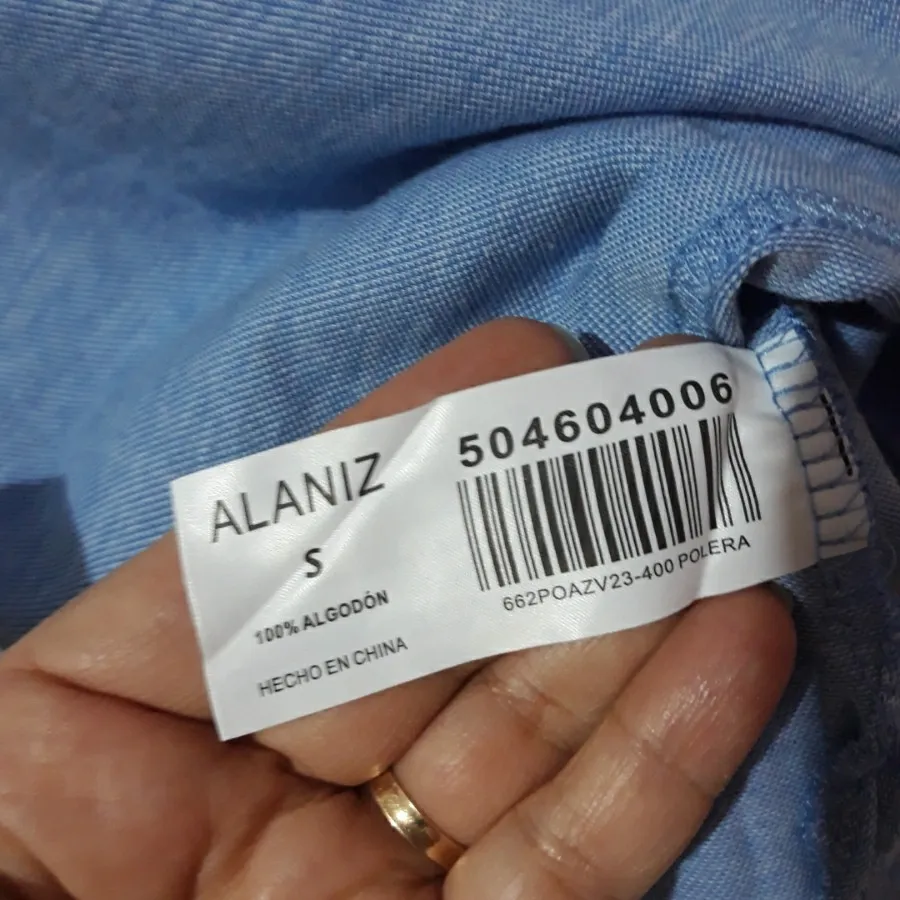 ALANIZ
S
100% ALGODÓN
HECHO EN CHINA
504604006
662POAZV23-400 POLERA